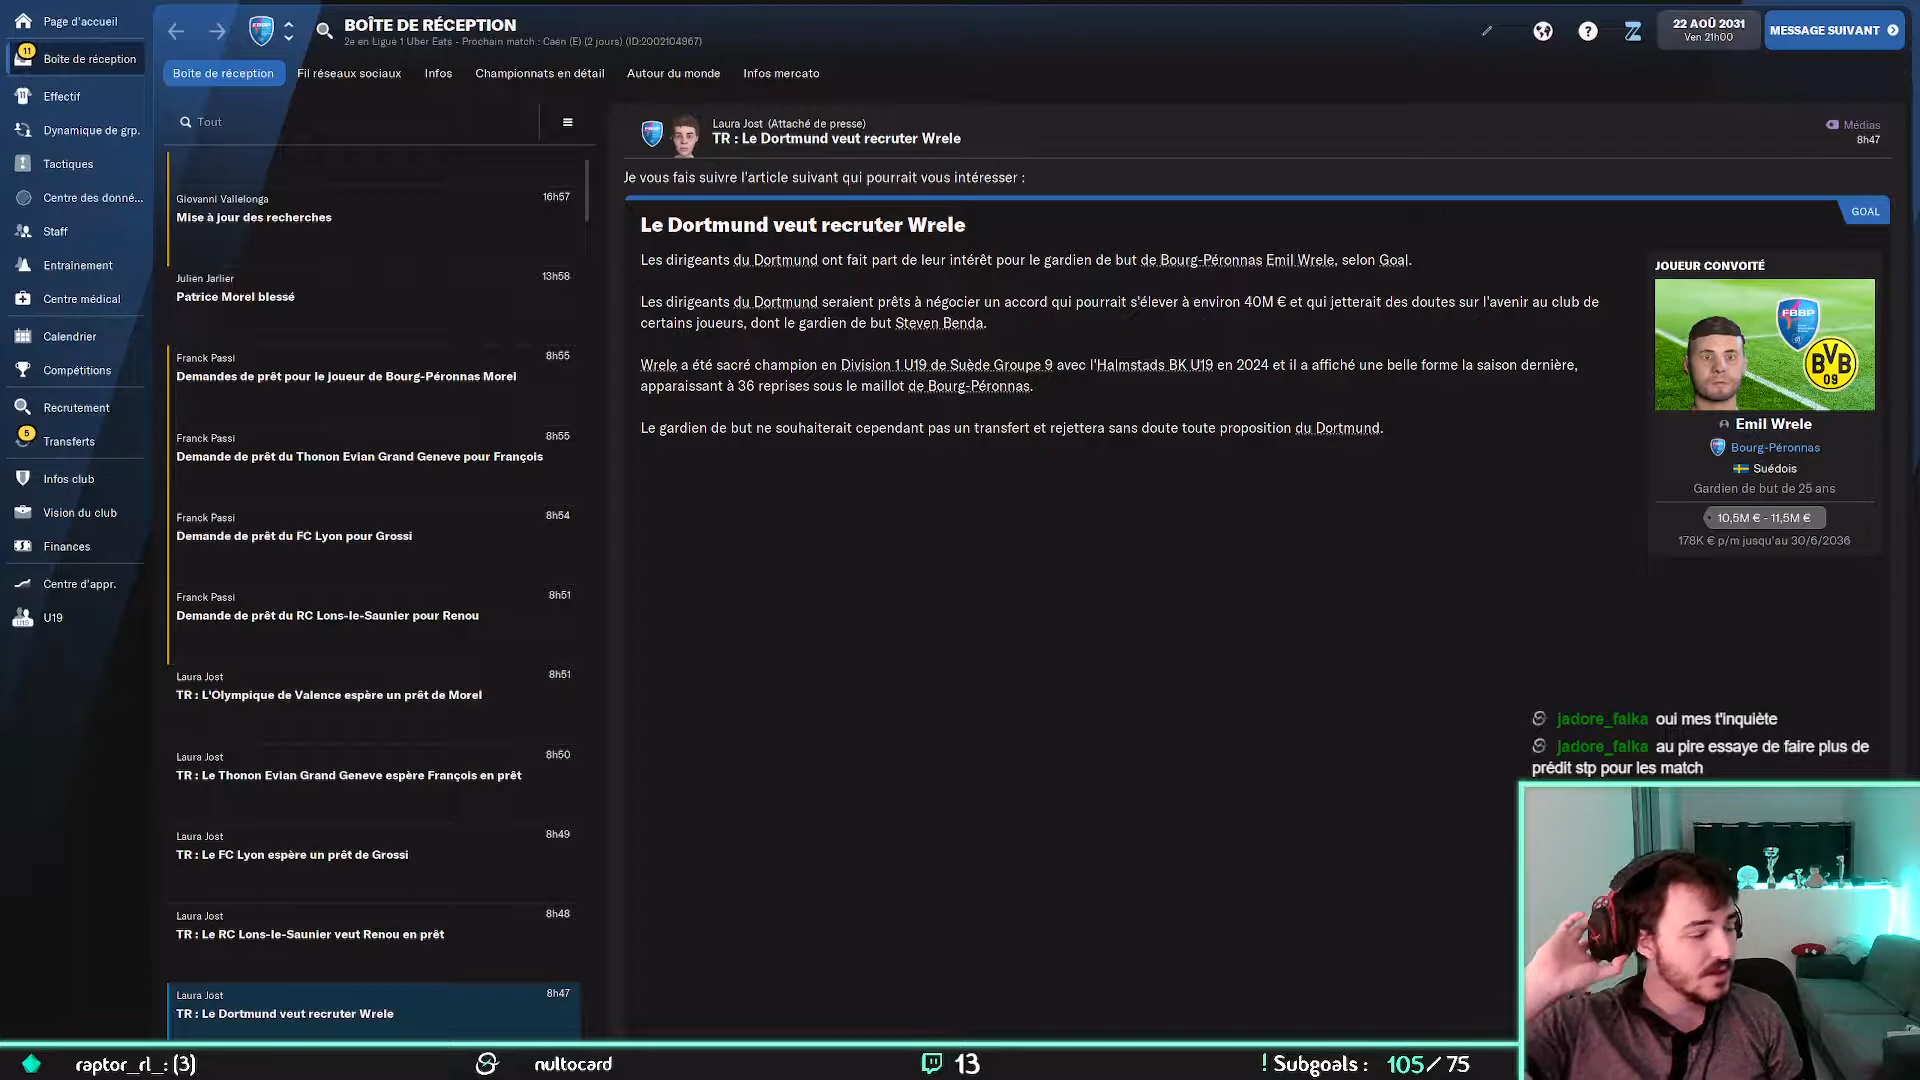 Page d'accueil
11
Boîte de réception
Effectif
Dynamique de grp.
Tactiques
Centre des donné...
Staff
Entraînement
Centre médical
Calendrier
Compétitions
Recrutement
5
Transferts
Infos club
Vision du club
Finances
Centre d'appr.
U19
BOÎTE DE RÉCEPTION
2e en Ligue 1 Uber Eats - Prochain match : Caen (E) (2 jours) (ID:2002104967)
22 AOÛ 2031
Ven 21h00
MESSAGE SUIVANT
Boîte de réception
Fil réseaux sociaux
Infos
Championnats en détail
Autour du monde
Infos mercato
Tout
Giovanni Vallelonga 16h57
Mise à jour des recherches
Julien Jarlier 13h58
Patrice Morel blessé
Franck Passi 8h55
Demandes de prêt pour le joueur de Bourg-Péronnas Morel
Franck Passi 8h55
Demande de prêt du Thonon Evian Grand Geneve pour François
Franck Passi 8h54
Demande de prêt du FC Lyon pour Grossi
Franck Passi 8h51
Demande de prêt du RC Lons-le-Saunier pour Renou
Laura Jost 8h51
TR : L'Olympique de Valence espère un prêt de Morel
Laura Jost 8h50
TR : Le Thonon Evian Grand Geneve espère François en prêt
Laura Jost 8h49
TR : Le FC Lyon espère un prêt de Grossi
Laura Jost 8h48
TR : Le RC Lons-le-Saunier veut Renou en prêt
Laura Jost 8h47
TR : Le Dortmund veut recruter Wrele
Laura Jost (Attaché de presse)
TR : Le Dortmund veut recruter Wrele
Médias
8h47
Je vous fais suivre l'article suivant qui pourrait vous intéresser :
GOAL
Le Dortmund veut recruter Wrele
Les dirigeants du Dortmund ont fait part de leur intérêt pour le gardien de but de Bourg-Péronnas Emil Wrele, selon Goal.
Les dirigeants du Dortmund seraient prêts à négocier un accord qui pourrait s'élever à environ 40M € et qui jetterait des doutes sur l'avenir au club de
certains joueurs, dont le gardien de but Steven Benda.
Wrele a été sacré champion en Division 1 U19 de Suède Groupe 9 avec l'Halmstads BK U19 en 2024 et il a affiché une belle forme la saison dernière,
apparaissant à 36 reprises sous le maillot de Bourg-Péronnas.
Le gardien de but ne souhaiterait cependant pas un transfert et rejettera sans doute toute proposition du Dortmund.
JOUEUR CONVOITÉ
FBBP
BVB
09
Emil Wrele
Bourg-Péronnas
Suédois
Gardien de but de 25 ans
10,5M € - 11,5M €
178K € p/m jusqu'au 30/6/2036
jadore_falka oui mes t'inquiète
jadore_falka au pire essaye de faire plus de
prédit stp pour les match
raptor_rl_: (3)
nultocard
13
! Subgoals : 105 / 75